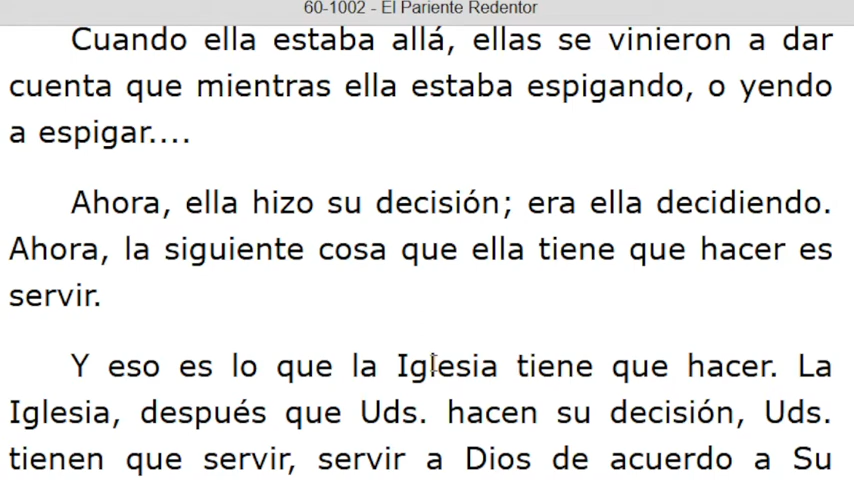 60-1002 - El Pariente Redentor
Cuando ella estaba allá, ellas se vinieron a dar
cuenta que mientras ella estaba espigando, o yendo
a espigar....
Ahora, ella hizo su decisión; era ella decidiendo.
Ahora, la siguiente cosa que ella tiene que hacer es
servir.
Y eso es lo que la Iglesia tiene que hacer. La
Iglesia, después que Uds. hacen su decisión, Uds.
tienen que servir, servir a Dios de acuerdo a Su